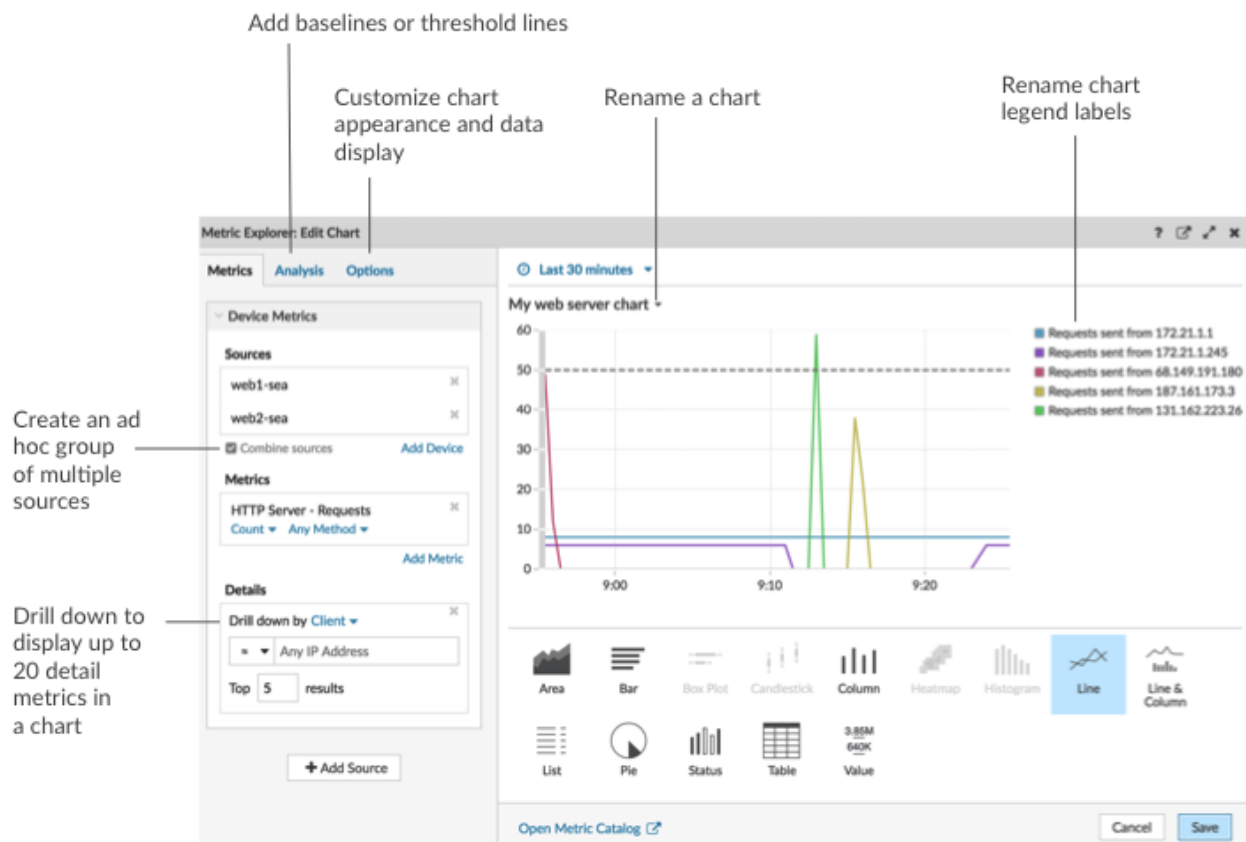 Add baselines or threshold lines
Customize chart
appearance and data
display
Rename a chart
Rename chart
legend labels
Metric Explorer: Edit Chart
?
Metrics Analysis Options
Last 30 minutes
Device Metrics
My web server chart
Sources
web1-sea
web2-sea
Combine sources Add Device
Metrics
HTTP Server - Requests
Count Any Method
Add Metric
Details
Drill down by Client
= Any IP Address
Top 5 results
+ Add Source
Create an ad
hoc group
of multiple
sources
Drill down to
display up to
20 detail
metrics in
a chart
60
50
40
30
20
10
0
9:00 9:10 9:20
Requests sent from 172.21.1.1
Requests sent from 172.21.1.245
Requests sent from 68.149.191.180
Requests sent from 187.161.173.3
Requests sent from 131.162.223.26
Area Bar Box Plot Candlestick Column Heatmap Histogram Line Line &
Column
3.85M
640K
List Pie Status Table Value
Open Metric Catalog
Cancel Save